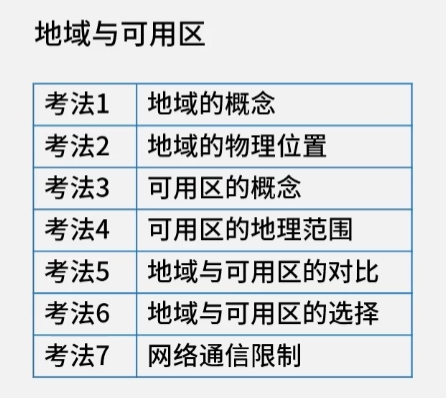 地域与可用区
考法1 地域的概念
考法2 地域的物理位置
考法3 可用区的概念
考法4 可用区的地理范围
考法5 地域与可用区的对比
考法6 地域与可用区的选择
考法7 网络通信限制